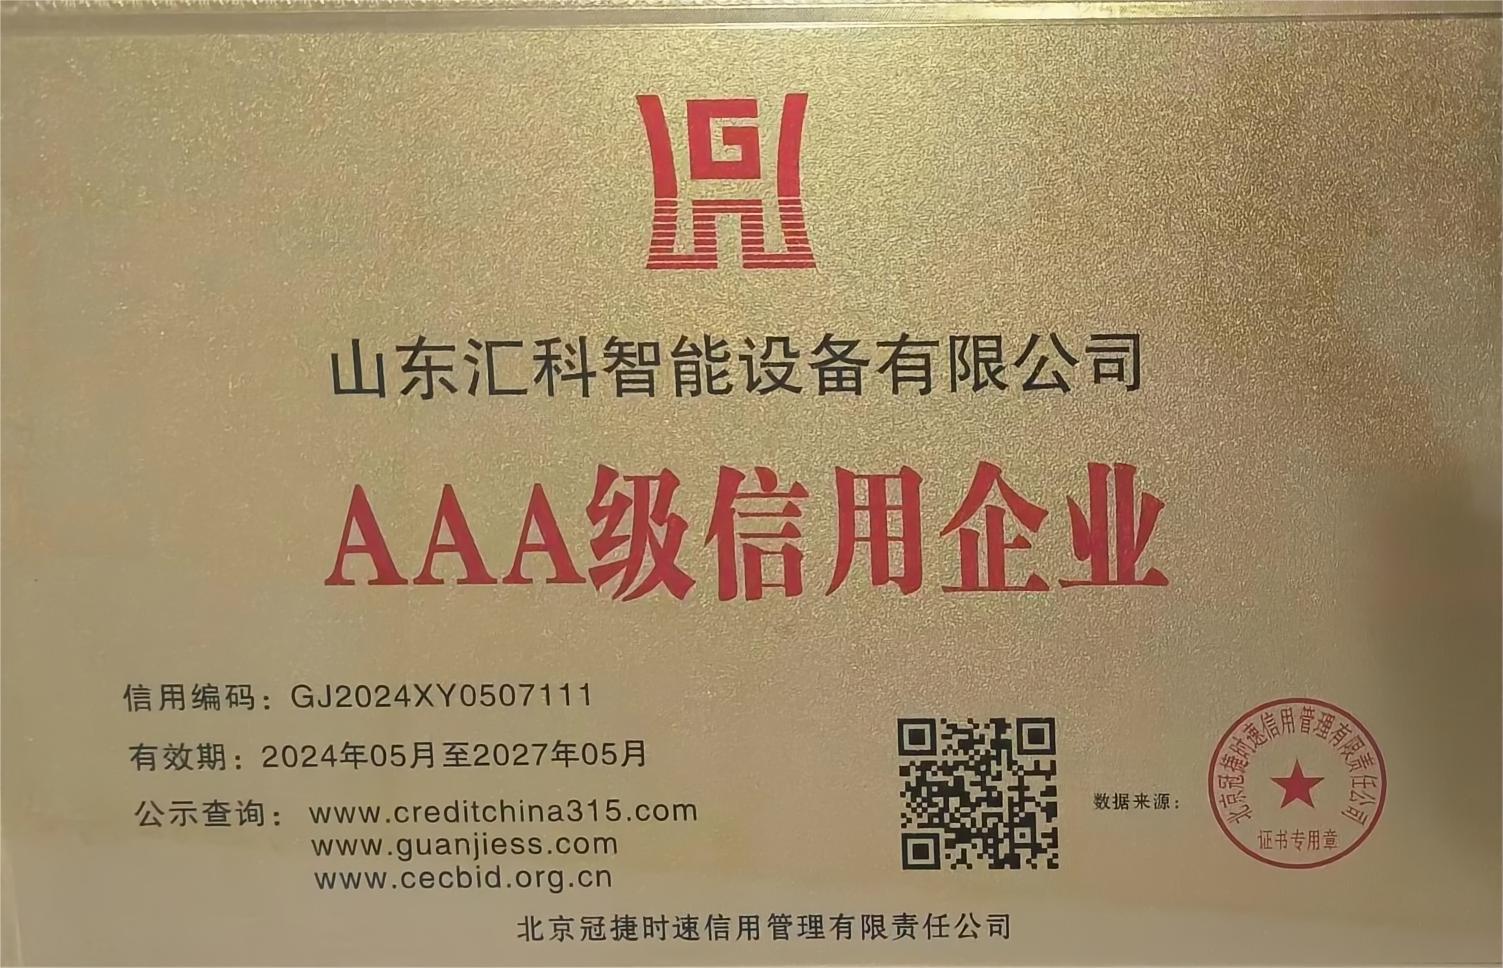 山东汇科智能设备有限公司
AAA级信用企业
信用编码：GJ2024XY0507111
有效期：2024年05月至2027年05月
公示查询：www.creditchina315.com
www.guanjiess.com
www.cecbid.org.cn
数据来源：
北京冠捷时速信用管理有限责任公司
证书专用章
北京冠捷时速信用管理有限责任公司